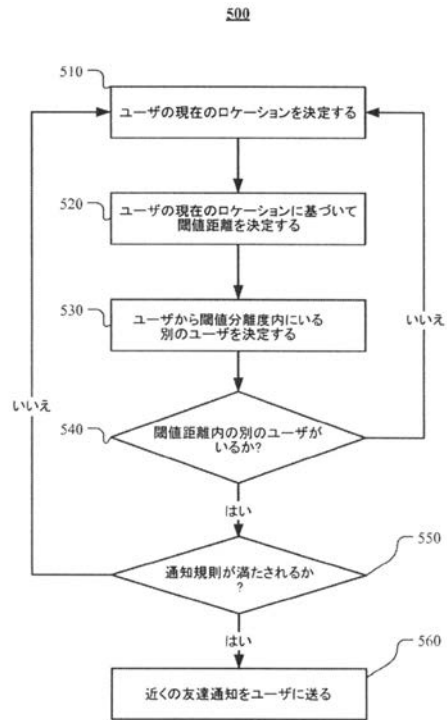 500
510
ユーザの現在のロケーションを決定する
520
ユーザの現在のロケーションに基づいて
閾値距離を決定する
530
ユーザから閾値分離度内にいる
別のユーザを決定する
いいえ
いいえ
540
閾値距離内の別のユーザが
いるか?
はい
550
通知規則が満たされるか
?
はい
560
近くの友達通知をユーザに送る